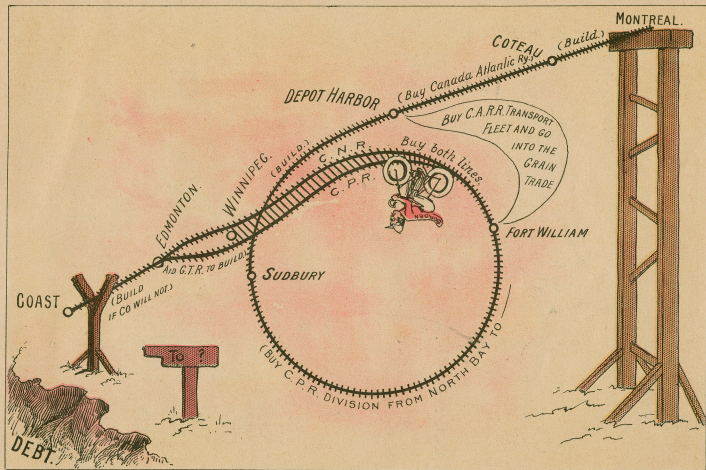 MONTREAL.
(Build.)
COTEAU
(Buy Canada Atlantic Ry.)
DEPOT HARBOR
BUY C.A.R.R. TRANSPORT
FLEET AND GO
INTO THE
GRAIN
TRADE
(BUILD.)
C.N.R.
Buy both lines.
C.P.R.
WINNIPEG.
EDMONTON.
BORDEN
FORT WILLIAM
AID G.T.R. TO BUILD.)
SUDBURY
COAST
(BUILD
IF CO WILL NOT.)
(BUY C.P.R. DIVISION FROM NORTH BAY TO
TO ?
DEBT.